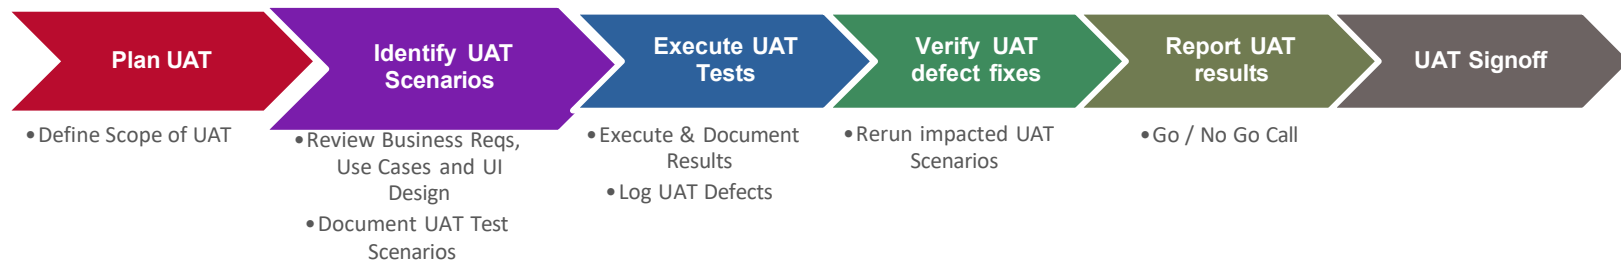 Plan UAT
Identify UAT
Scenarios
Execute UAT
Tests
Verify UAT
defect fixes
Report UAT
results
UAT Signoff
•Define Scope of UAT
•Review Business Reqs,
Use Cases and UI
Design
•Document UAT Test
Scenarios
•Execute & Document
Results
•Log UAT Defects
•Rerun impacted UAT
Scenarios
•Go / No Go Call